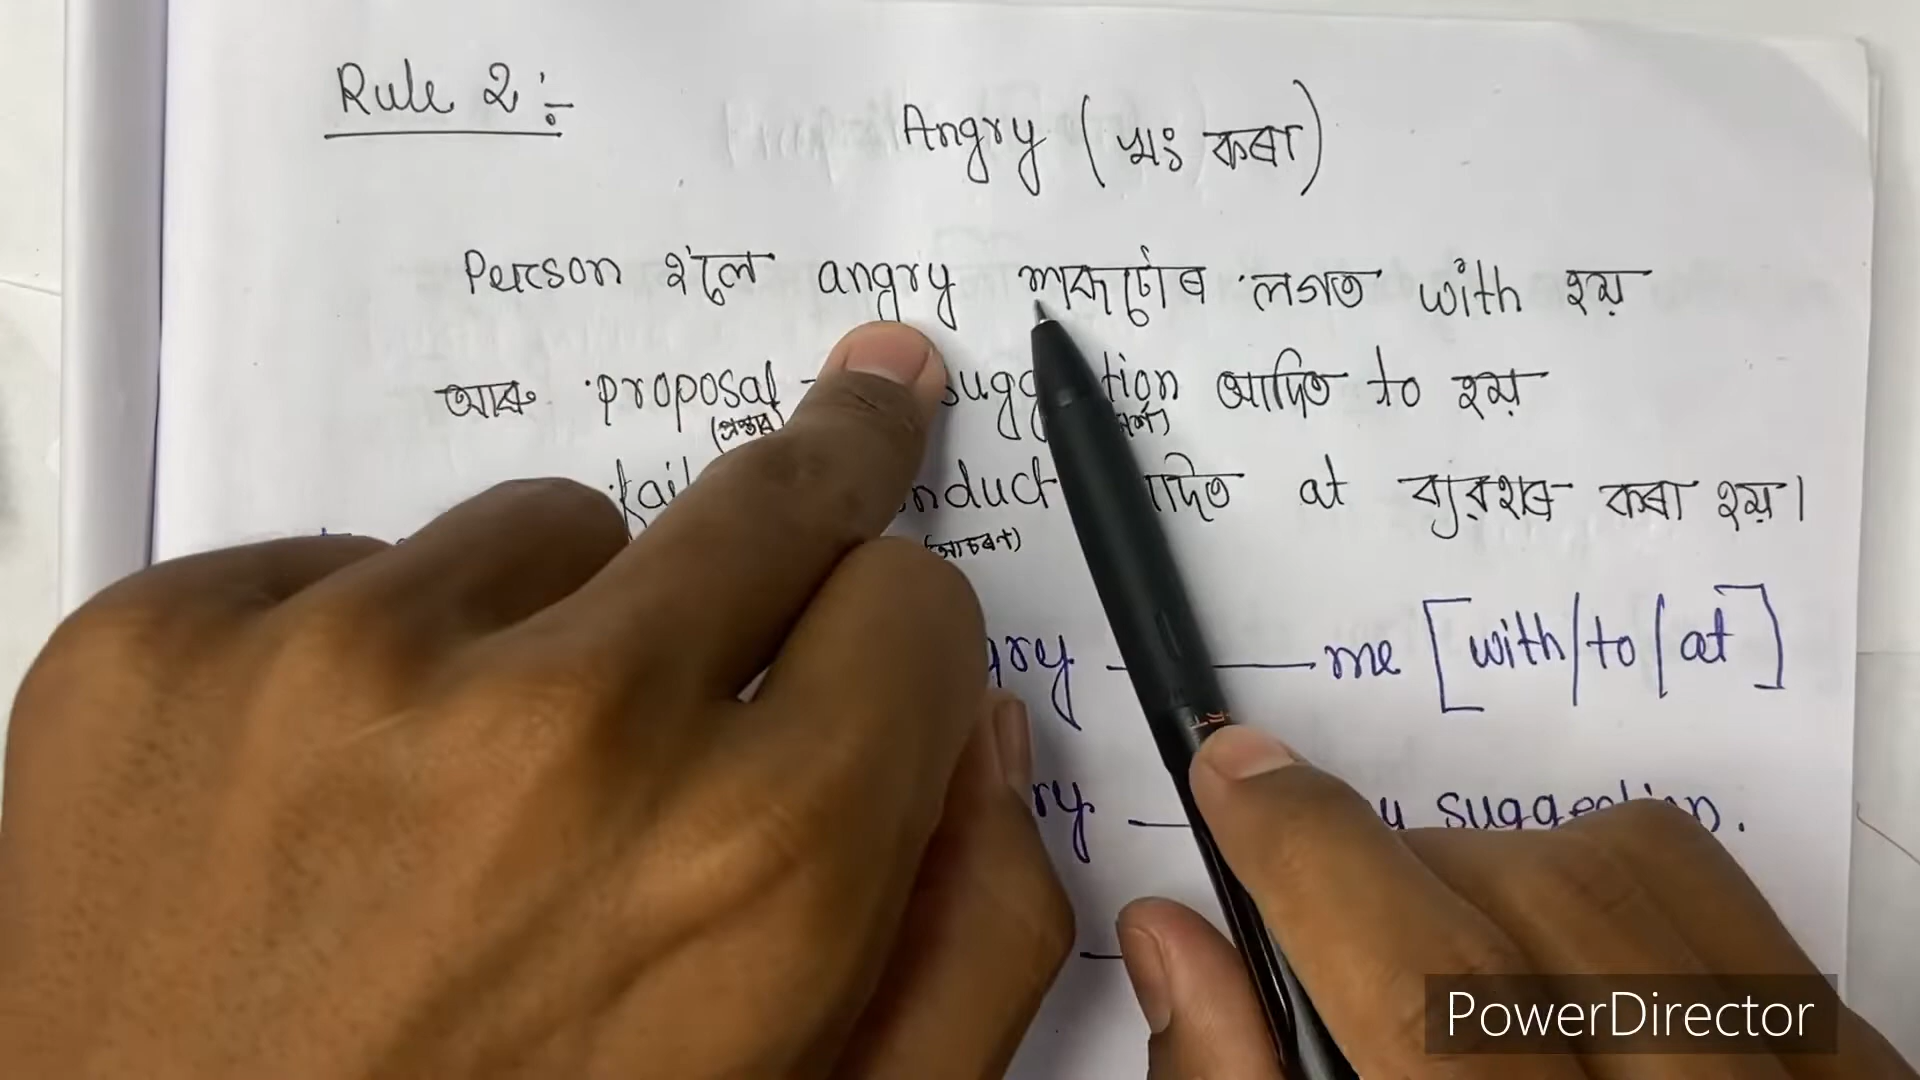 Rule 2 :-
Angry (খং কৰা)
Person হ'লে angry শব্দটোৰ লগত with হয়
আৰু proposal suggestion আদিত to হয়
(প্ৰস্তাৱ)
at ব্যৱহাৰ কৰা হয়।
(আচৰণ)
me [with/to/at]
suggestion.
PowerDirector